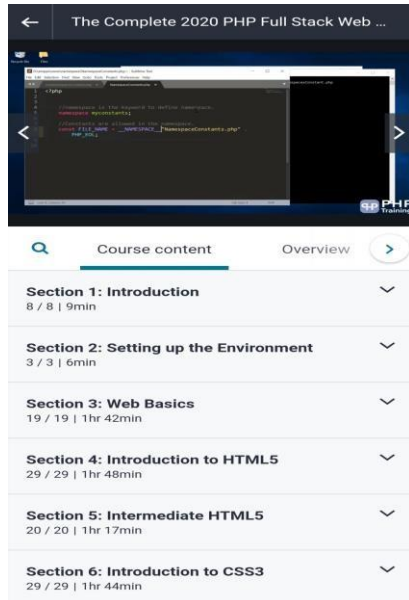 The Complete 2020 PHP Full Stack Web ...
<?php
//namespace is the keyword to define namespace.
namespace myconstants;
//Constants are allowed in the namespace.
const FILE_NAME = __NAMESPACE__."NamespaceConstants.php" .
PHP_EOL;
PHP
Training
Course content
Overview
Section 1: Introduction
8 / 8 | 9min
Section 2: Setting up the Environment
3 / 3 | 6min
Section 3: Web Basics
19 / 19 | 1hr 42min
Section 4: Introduction to HTML5
29 / 29 | 1hr 48min
Section 5: Intermediate HTML5
20 / 20 | 1hr 17min
Section 6: Introduction to CSS3
29 / 29 | 1hr 44min